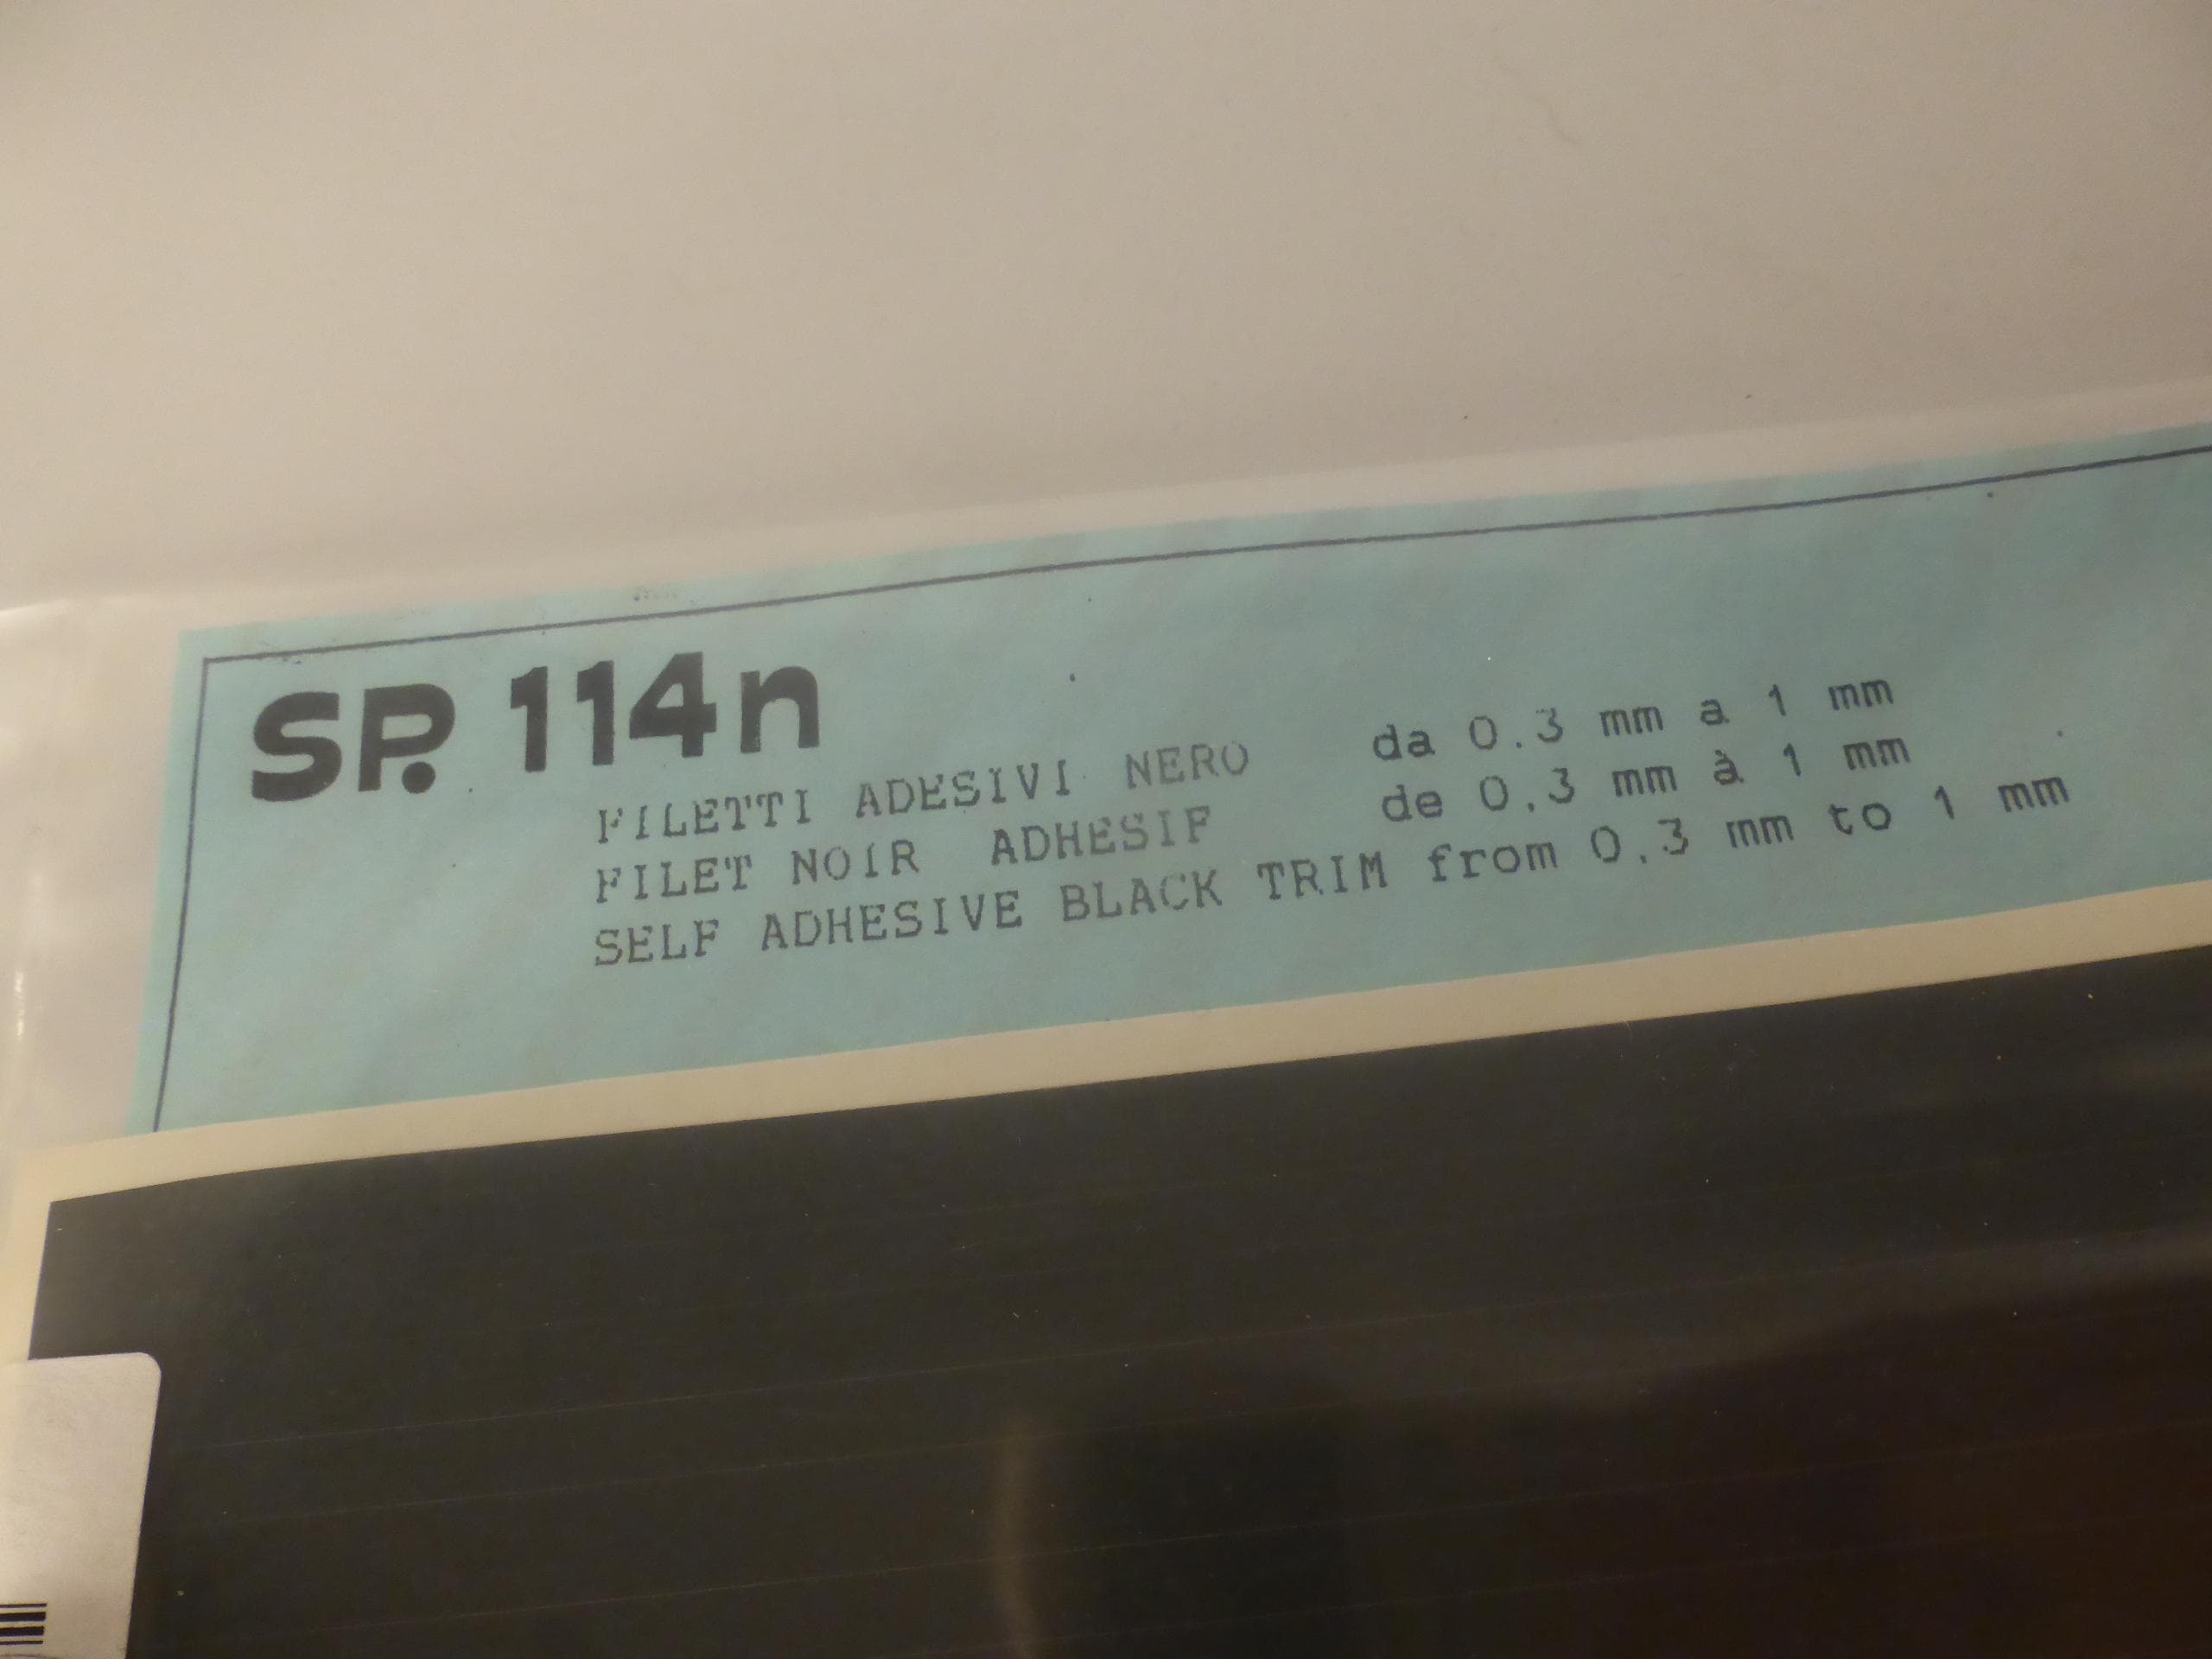 SP. 114n
FILETTI ADESIVI NERO da 0.3 mm a 1 mm
FILET NOIR ADHESIF de 0,3 mm à 1 mm
SELF ADHESIVE BLACK TRIM from 0,3 mm to 1 mm